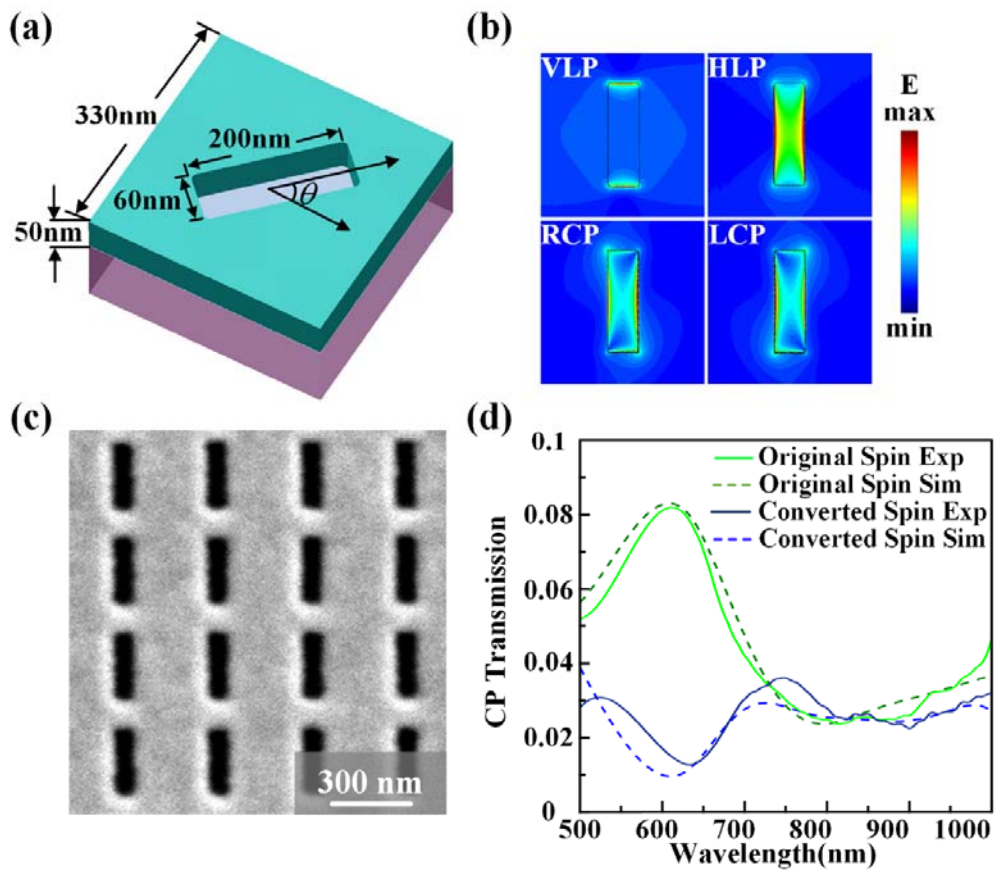 (a)
330nm
200nm
60nm
θ
50nm
(b)
VLP
HLP
RCP
LCP
E
max
min
(c)
300 nm
(d)
CP Transmission
0.1
0.08
0.06
0.04
0.02
0
Original Spin Exp
Original Spin Sim
Converted Spin Exp
Converted Spin Sim
500 600 700 800 900 1000
Wavelength(nm)